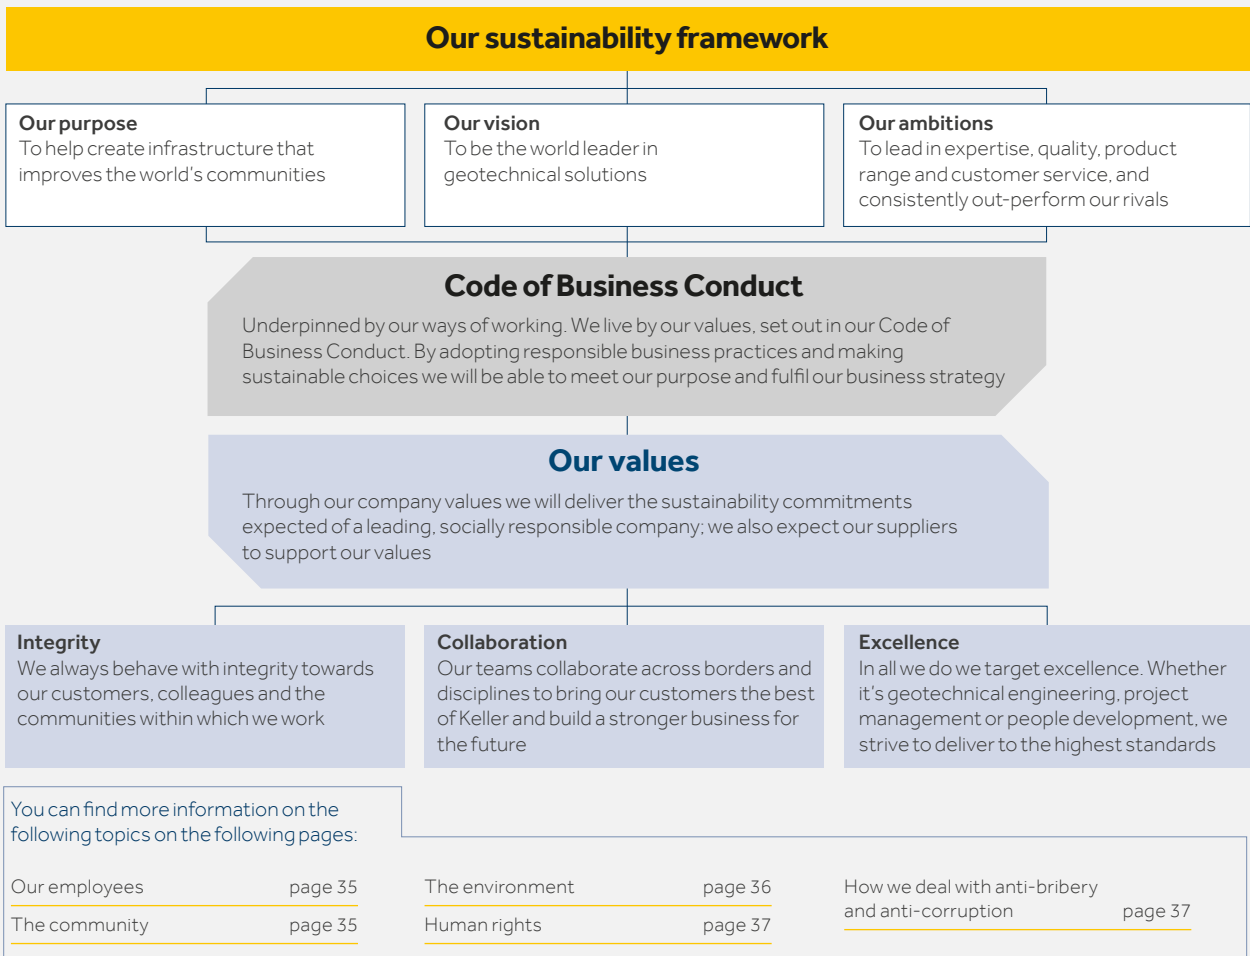 Our sustainability framework
Our purpose
To help create infrastructure that
improves the world's communities
Our vision
To be the world leader in
geotechnical solutions
Our ambitions
To lead in expertise, quality, product
range and customer service, and
consistently out-perform our rivals
Code of Business Conduct
Underpinned by our ways of working. We live by our values, set out in our Code of
Business Conduct. By adopting responsible business practices and making
sustainable choices we will be able to meet our purpose and fulfil our business strategy
Our values
Through our company values we will deliver the sustainability commitments
expected of a leading, socially responsible company; we also expect our suppliers
to support our values
Integrity
We always behave with integrity towards
our customers, colleagues and the
communities within which we work
Collaboration
Our teams collaborate across borders and
disciplines to bring our customers the best
of Keller and build a stronger business for
the future
Excellence
In all we do we target excellence. Whether
it's geotechnical engineering, project
management or people development, we
strive to deliver to the highest standards
You can find more information on the
following topics on the following pages:
Our employees page 35
The community page 35
The environment page 36
Human rights page 37
How we deal with anti-bribery
and anti-corruption page 37